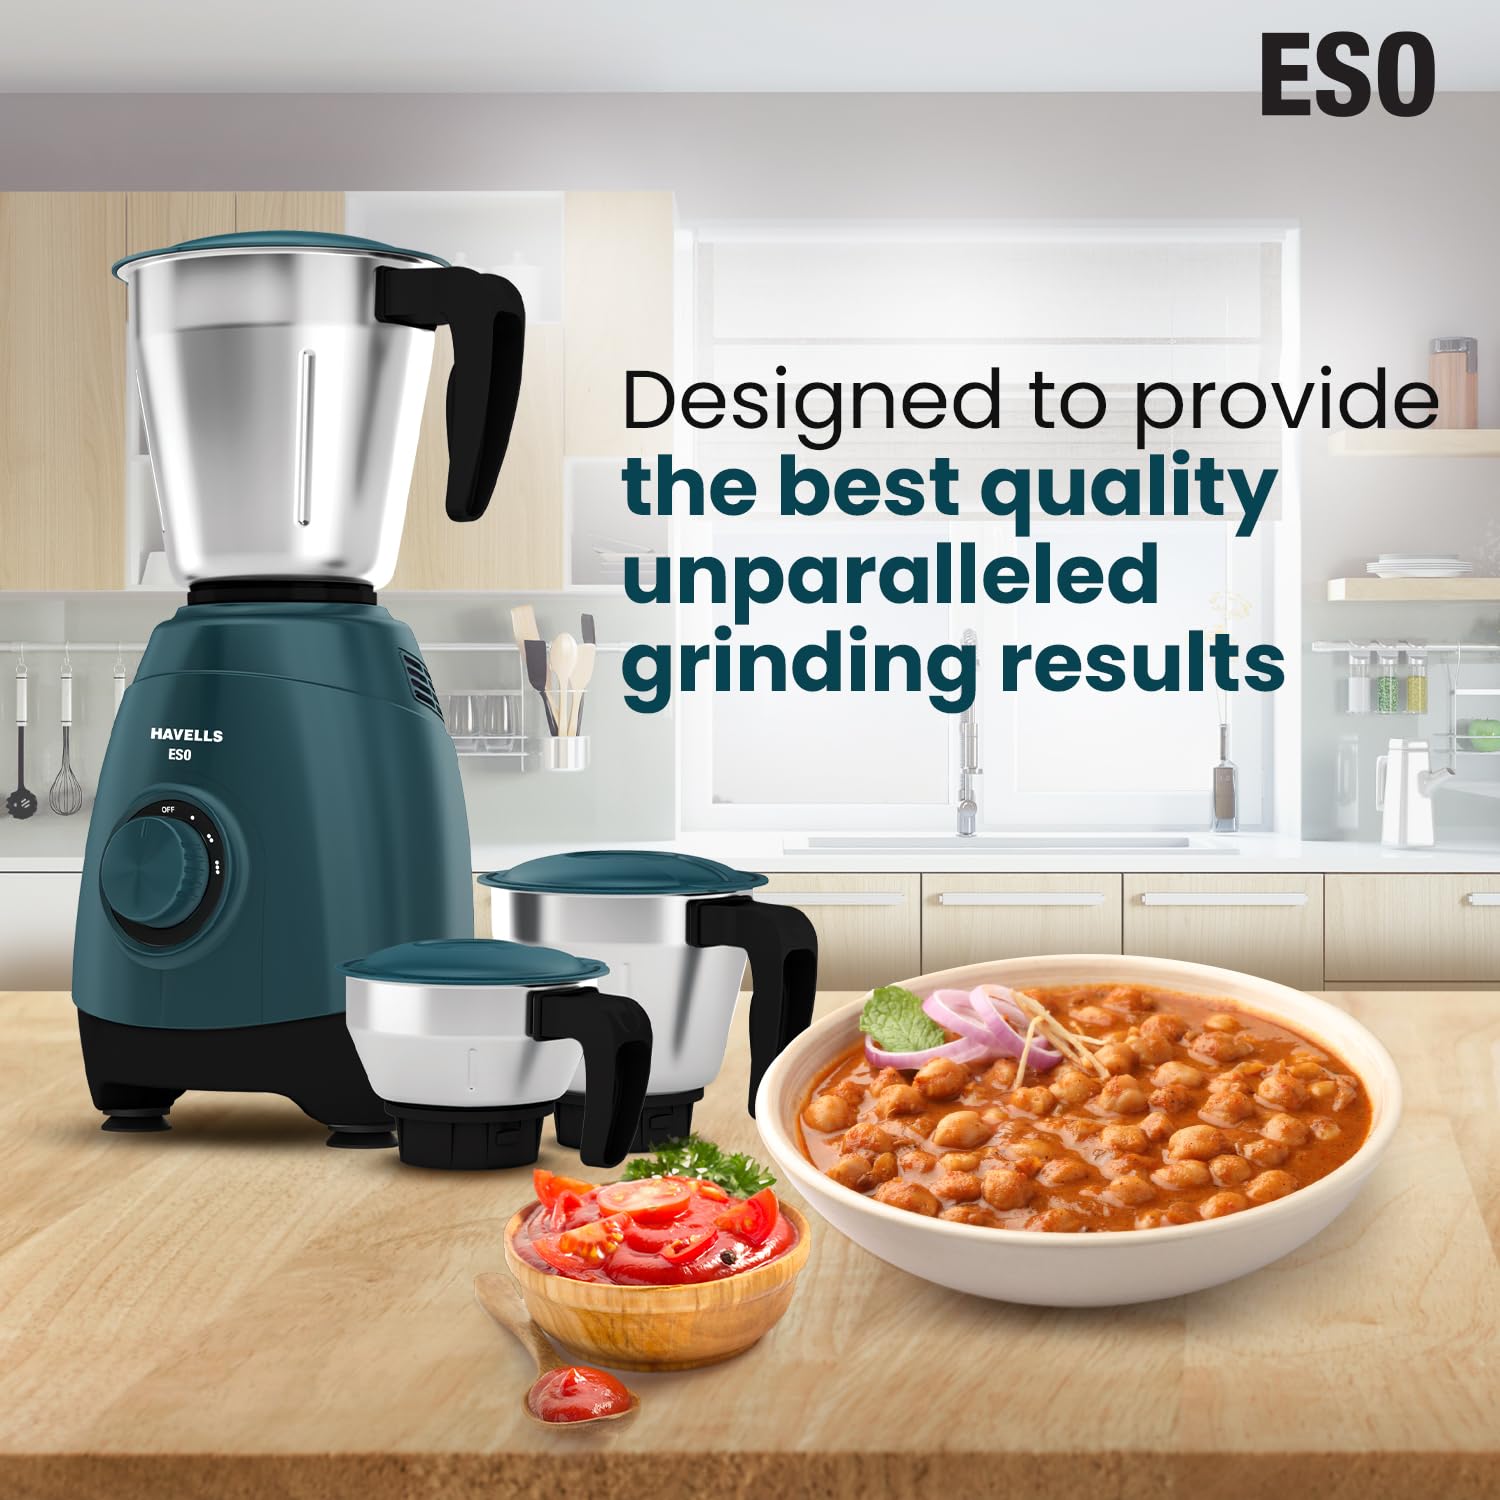 ESO
Designed to provide
the best quality
unparalleled
grinding results
HAVELLS
ESO
OFF